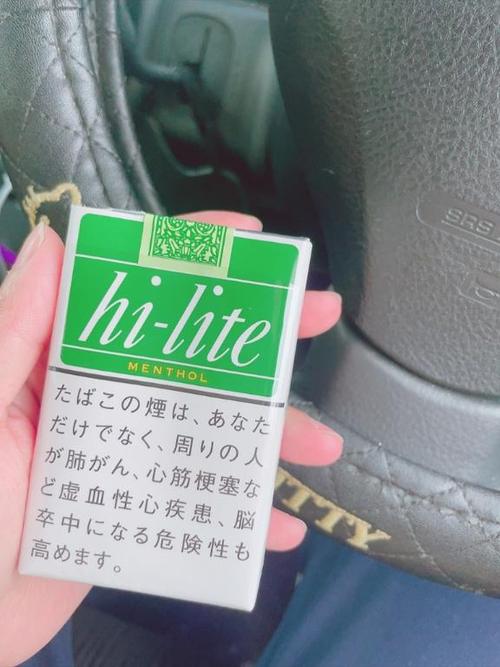 hi-lite
MENTHOL
たばこの煙は、あなた
だけでなく、周りの人
が肺がん、心筋梗塞な
ど虚血性心疾患、脳
卒中になる危険性も
高めます。
SRS
TTY